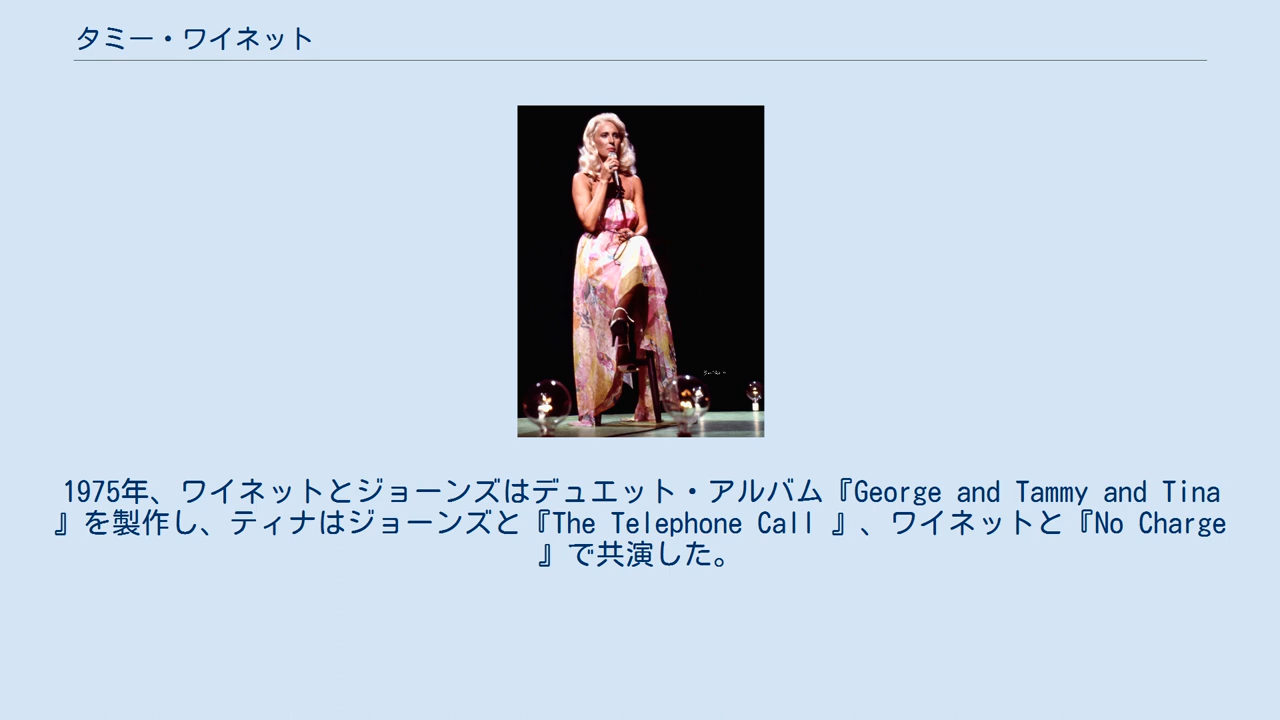 タミー・ワイネット
1975年、ワイネットとジョーンズはデュエット・アルバム『George and Tammy and Tina
』を製作し、ティナはジョーンズと『The Telephone Call 』、ワイネットと『No Charge
』で共演した。